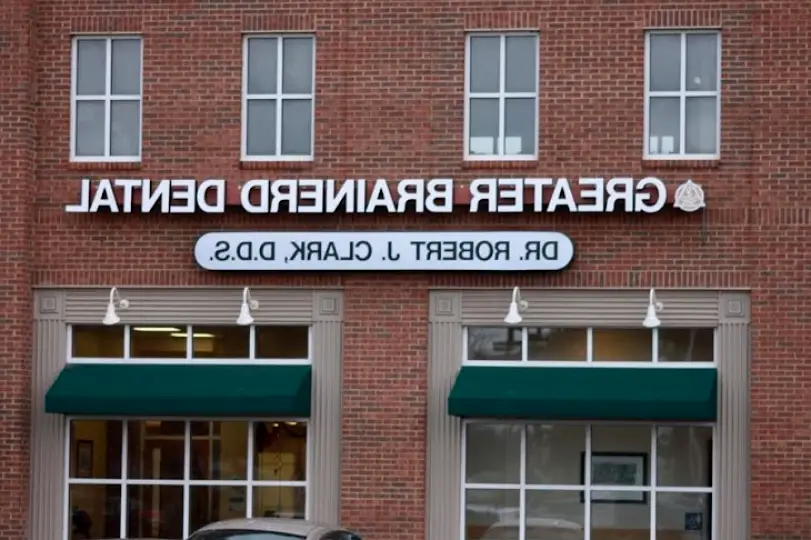 GREATER BRAINERD DENTAL
DR. ROBERT J. CLARK, D.D.S.